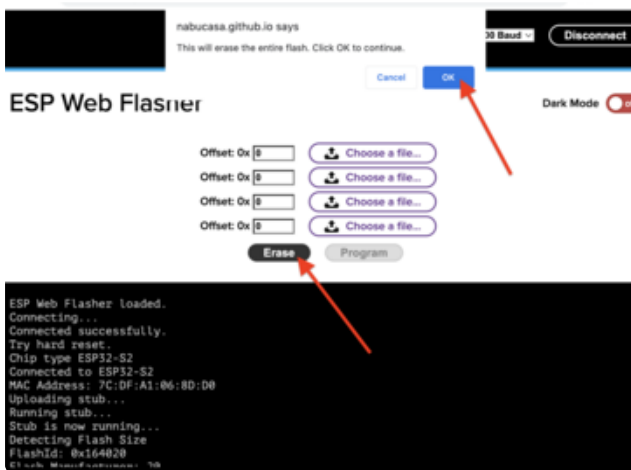 nabucasa.github.io says
This will erase the entire flash. Click OK to continue.
Cancel OK
Baud Disconnect
ESP Web Flasher
Dark Mode
Offset: 0x 0 Choose a file...
Offset: 0x 0 Choose a file...
Offset: 0x 0 Choose a file...
Offset: 0x 0 Choose a file...
Erase Program
ESP Web Flasher loaded.
Connecting...
Connected successfully.
Try hard reset.
Chip type ESP32-S2
Connected to ESP32-S2
MAC Address: 7C:DF:A1:06:8D:D0
Uploading stub...
Running stub...
Stub is now running...
Detecting Flash Size
FlashId: 0x164020
Flash Manufacturer: 20